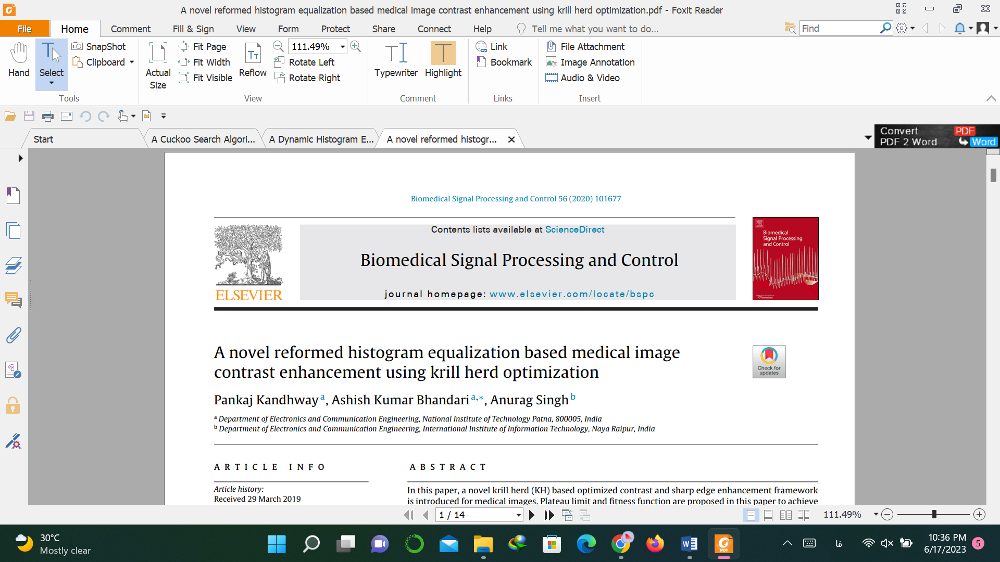 A novel reformed histogram equalization based medical image contrast enhancement using krill herd optimization.pdf - Foxit Reader
File
Home
Comment
Fill & Sign
View
Form
Protect
Share
Connect
Help
Tell me what you want to do...
Find
Hand
Select
SnapShot
Clipboard
Tools
Actual
Size
Fit Page
Fit Width
Fit Visible
Reflow
111.49%
Rotate Left
Rotate Right
View
Typewriter
Highlight
Comment
Link
Bookmark
Links
File Attachment
Image Annotation
Audio & Video
Insert
Start
A Cuckoo Search Algori...
A Dynamic Histogram E...
A novel reformed histogr...
Convert PDF
PDF 2 Word Word
Biomedical Signal Processing and Control 56 (2020) 101677
Contents lists available at ScienceDirect
Biomedical Signal Processing and Control
journal homepage: www.elsevier.com/locate/bspc
ELSEVIER
Biomedical
Signal Processing
and Control
A novel reformed histogram equalization based medical image
contrast enhancement using krill herd optimization
Check for
updates
Pankaj Kandhway a, Ashish Kumar Bhandari a,*, Anurag Singh b
a Department of Electronics and Communication Engineering, National Institute of Technology Patna, 800005, India
b Department of Electronics and Communication Engineering, International Institute of Information Technology, Naya Raipur, India
ARTICLE INFO
Article history:
Received 29 March 2019
ABSTRACT
In this paper, a novel krill herd (KH) based optimized contrast and sharp edge enhancement framework
is introduced for medical images. Plateau limit and fitness function are proposed in this paper to achieve
1 / 14
111.49%
30°C
Mostly clear
PDF
فا
10:36 PM
6/17/2023
5